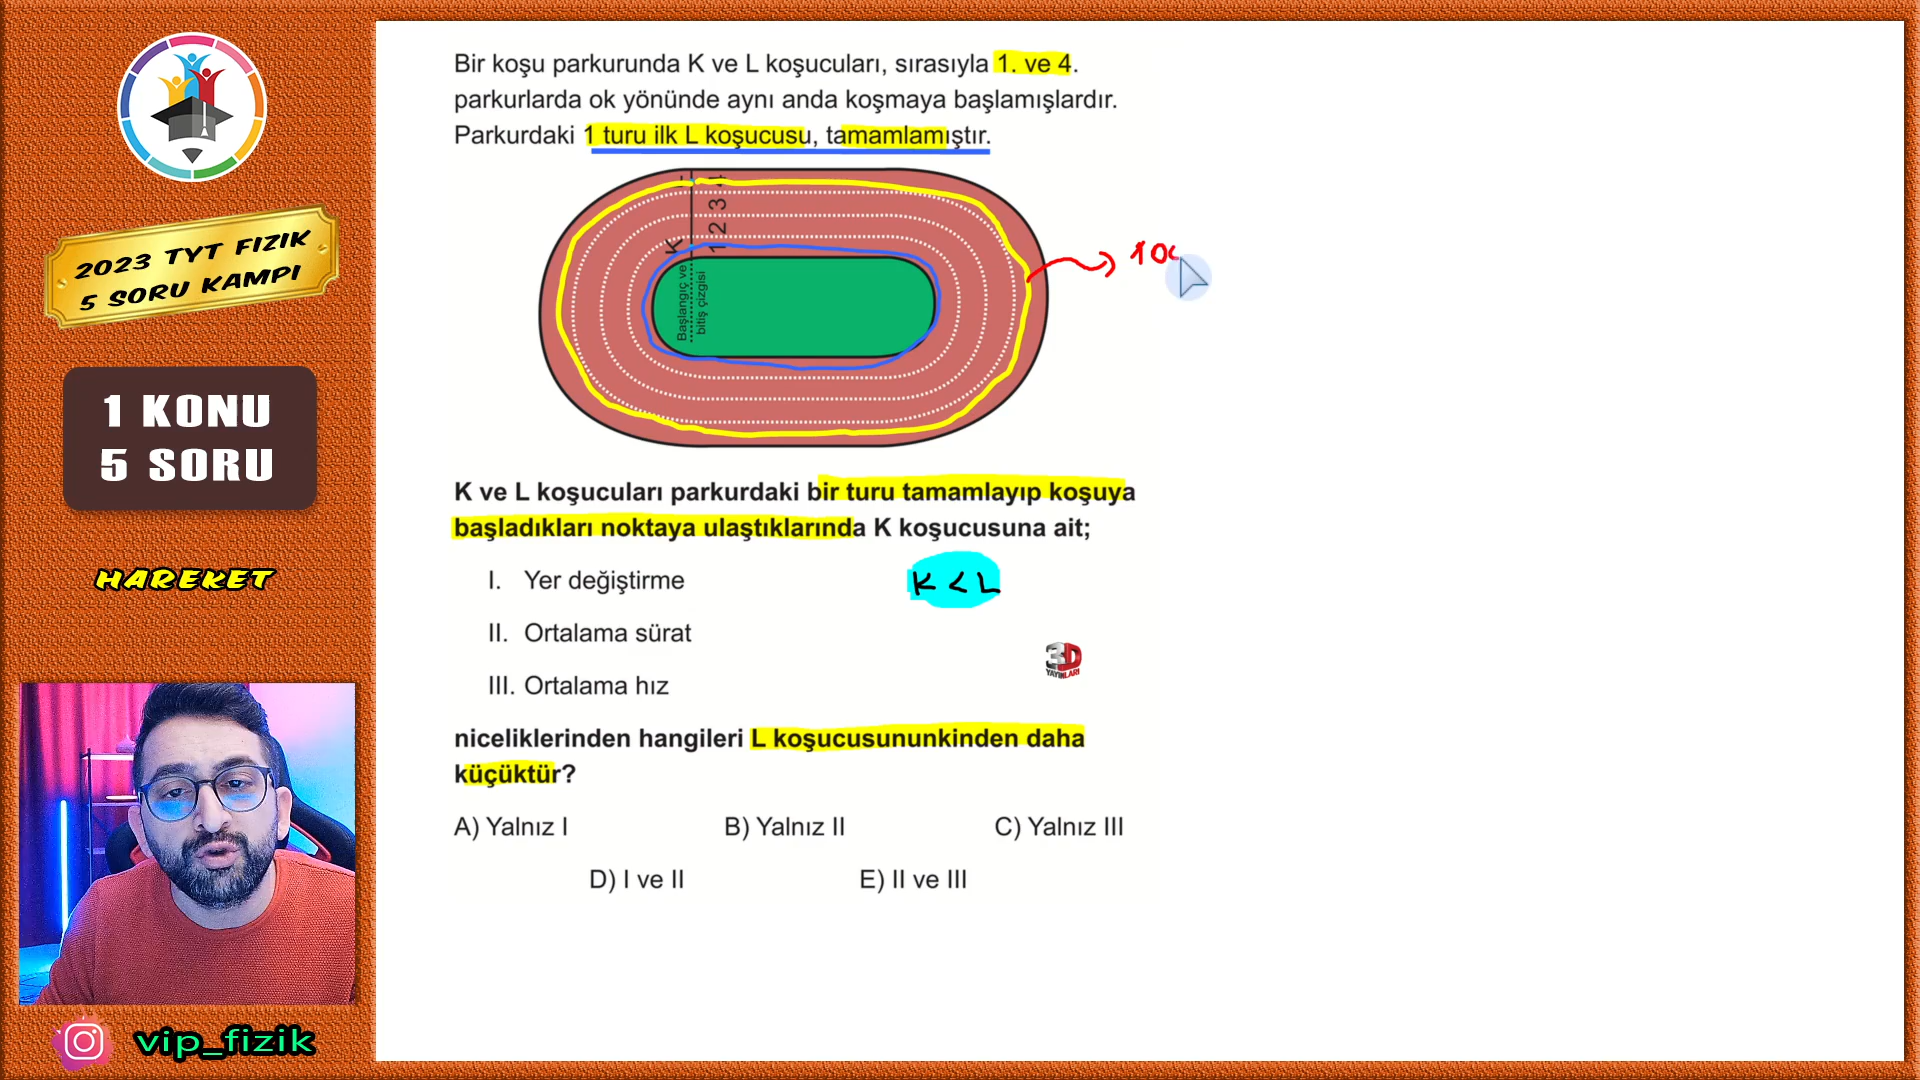 2023 TYT FIZIK
5 SORU KAMPI
1 KONU
5 SORU
HAREKET
vip_fizik
Bir koşu parkurunda K ve L koşucuları, sırasıyla 1. ve 4.
parkurlarda ok yönünde aynı anda koşmaya başlamışlardır.
Parkurdaki 1 turu ilk L koşucusu, tamamlamıştır.
K
1 2 3 4
Başlangıç ve
bitiş çizgisi
K ve L koşucuları parkurdaki bir turu tamamlayıp koşuya
başladıkları noktaya ulaştıklarında K koşucusuna ait;
I. Yer değiştirme
K < L
II. Ortalama sürat
3D
YAYINLARI
III. Ortalama hız
niceliklerinden hangileri L koşucusununkinden daha
küçüktür?
A) Yalnız I
B) Yalnız II
C) Yalnız III
D) I ve II
E) II ve III